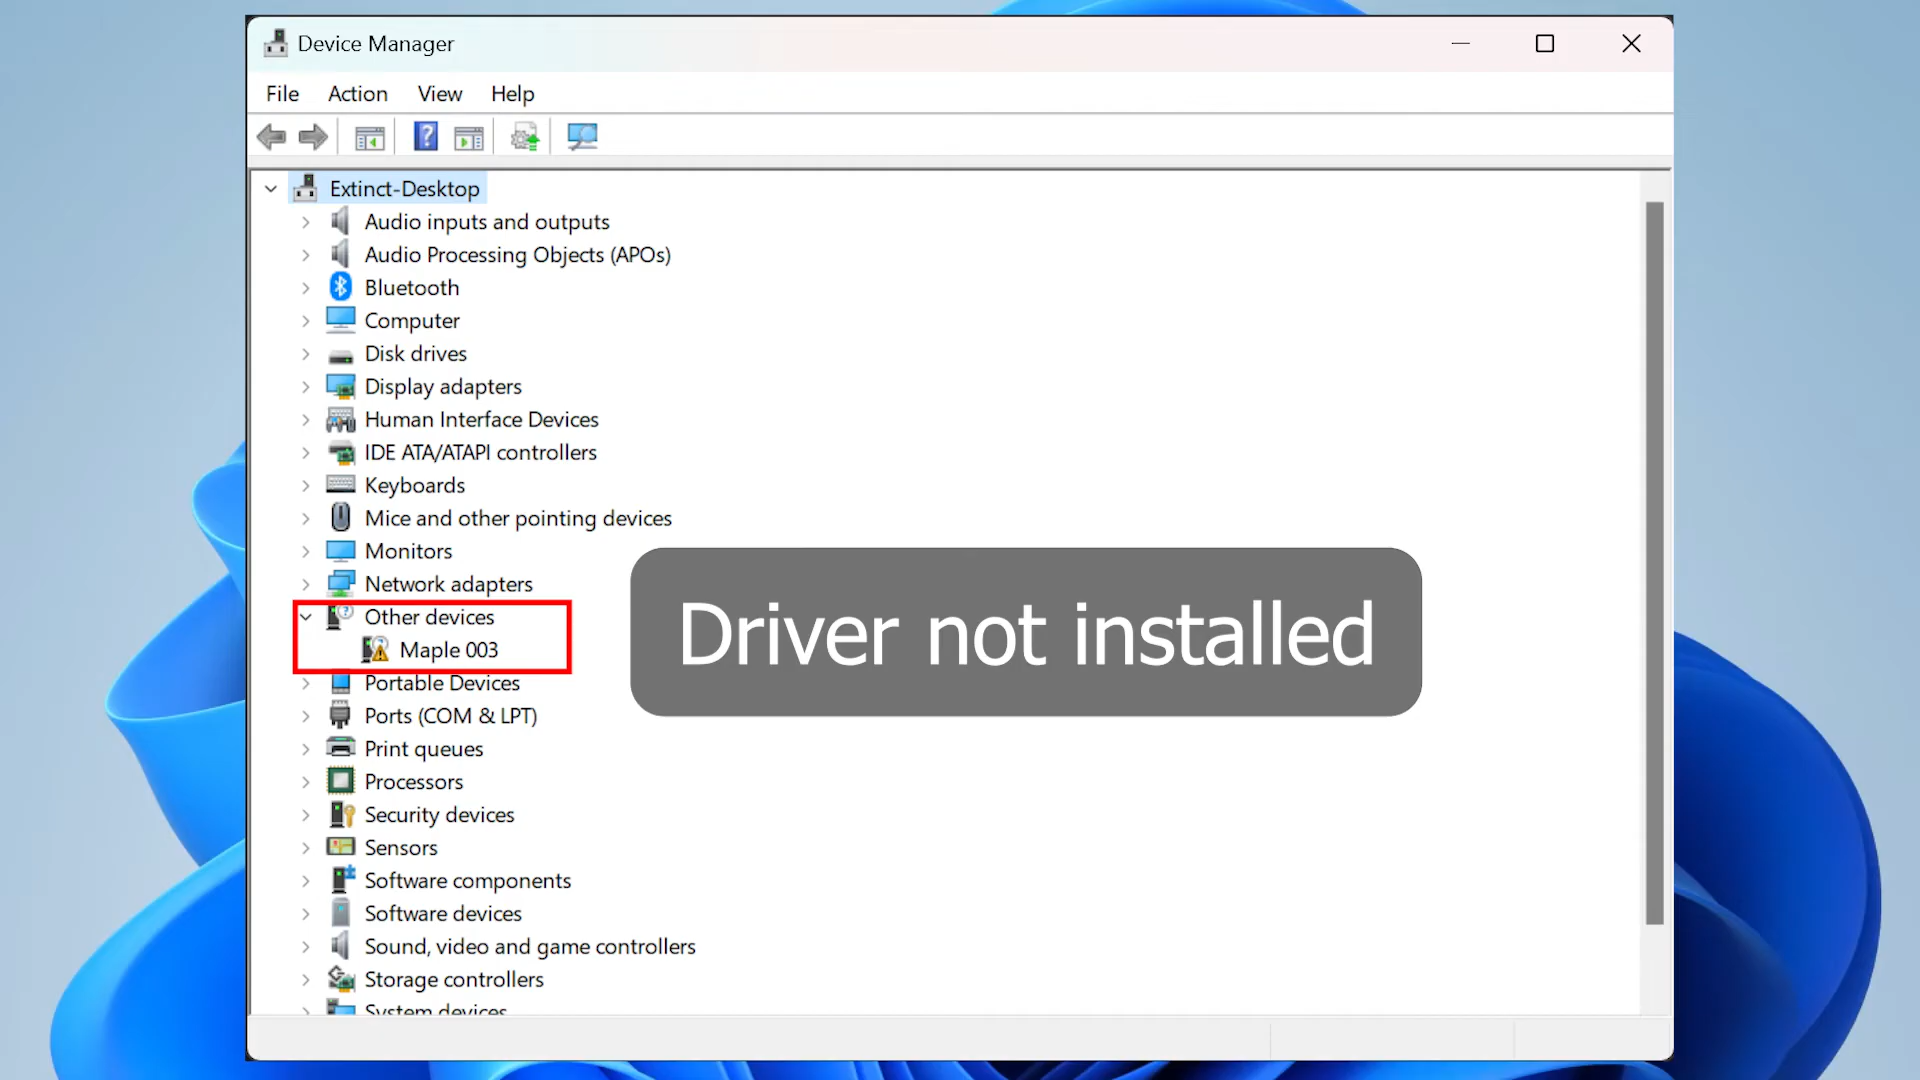 Device Manager
File Action View Help
Extinct-Desktop
Audio inputs and outputs
Audio Processing Objects (APOs)
Bluetooth
Computer
Disk drives
Display adapters
Human Interface Devices
IDE ATA/ATAPI controllers
Keyboards
Mice and other pointing devices
Monitors
Network adapters
Other devices
Maple 003
Driver not installed
Portable Devices
Ports (COM & LPT)
Print queues
Processors
Security devices
Sensors
Software components
Software devices
Sound, video and game controllers
Storage controllers
System devices